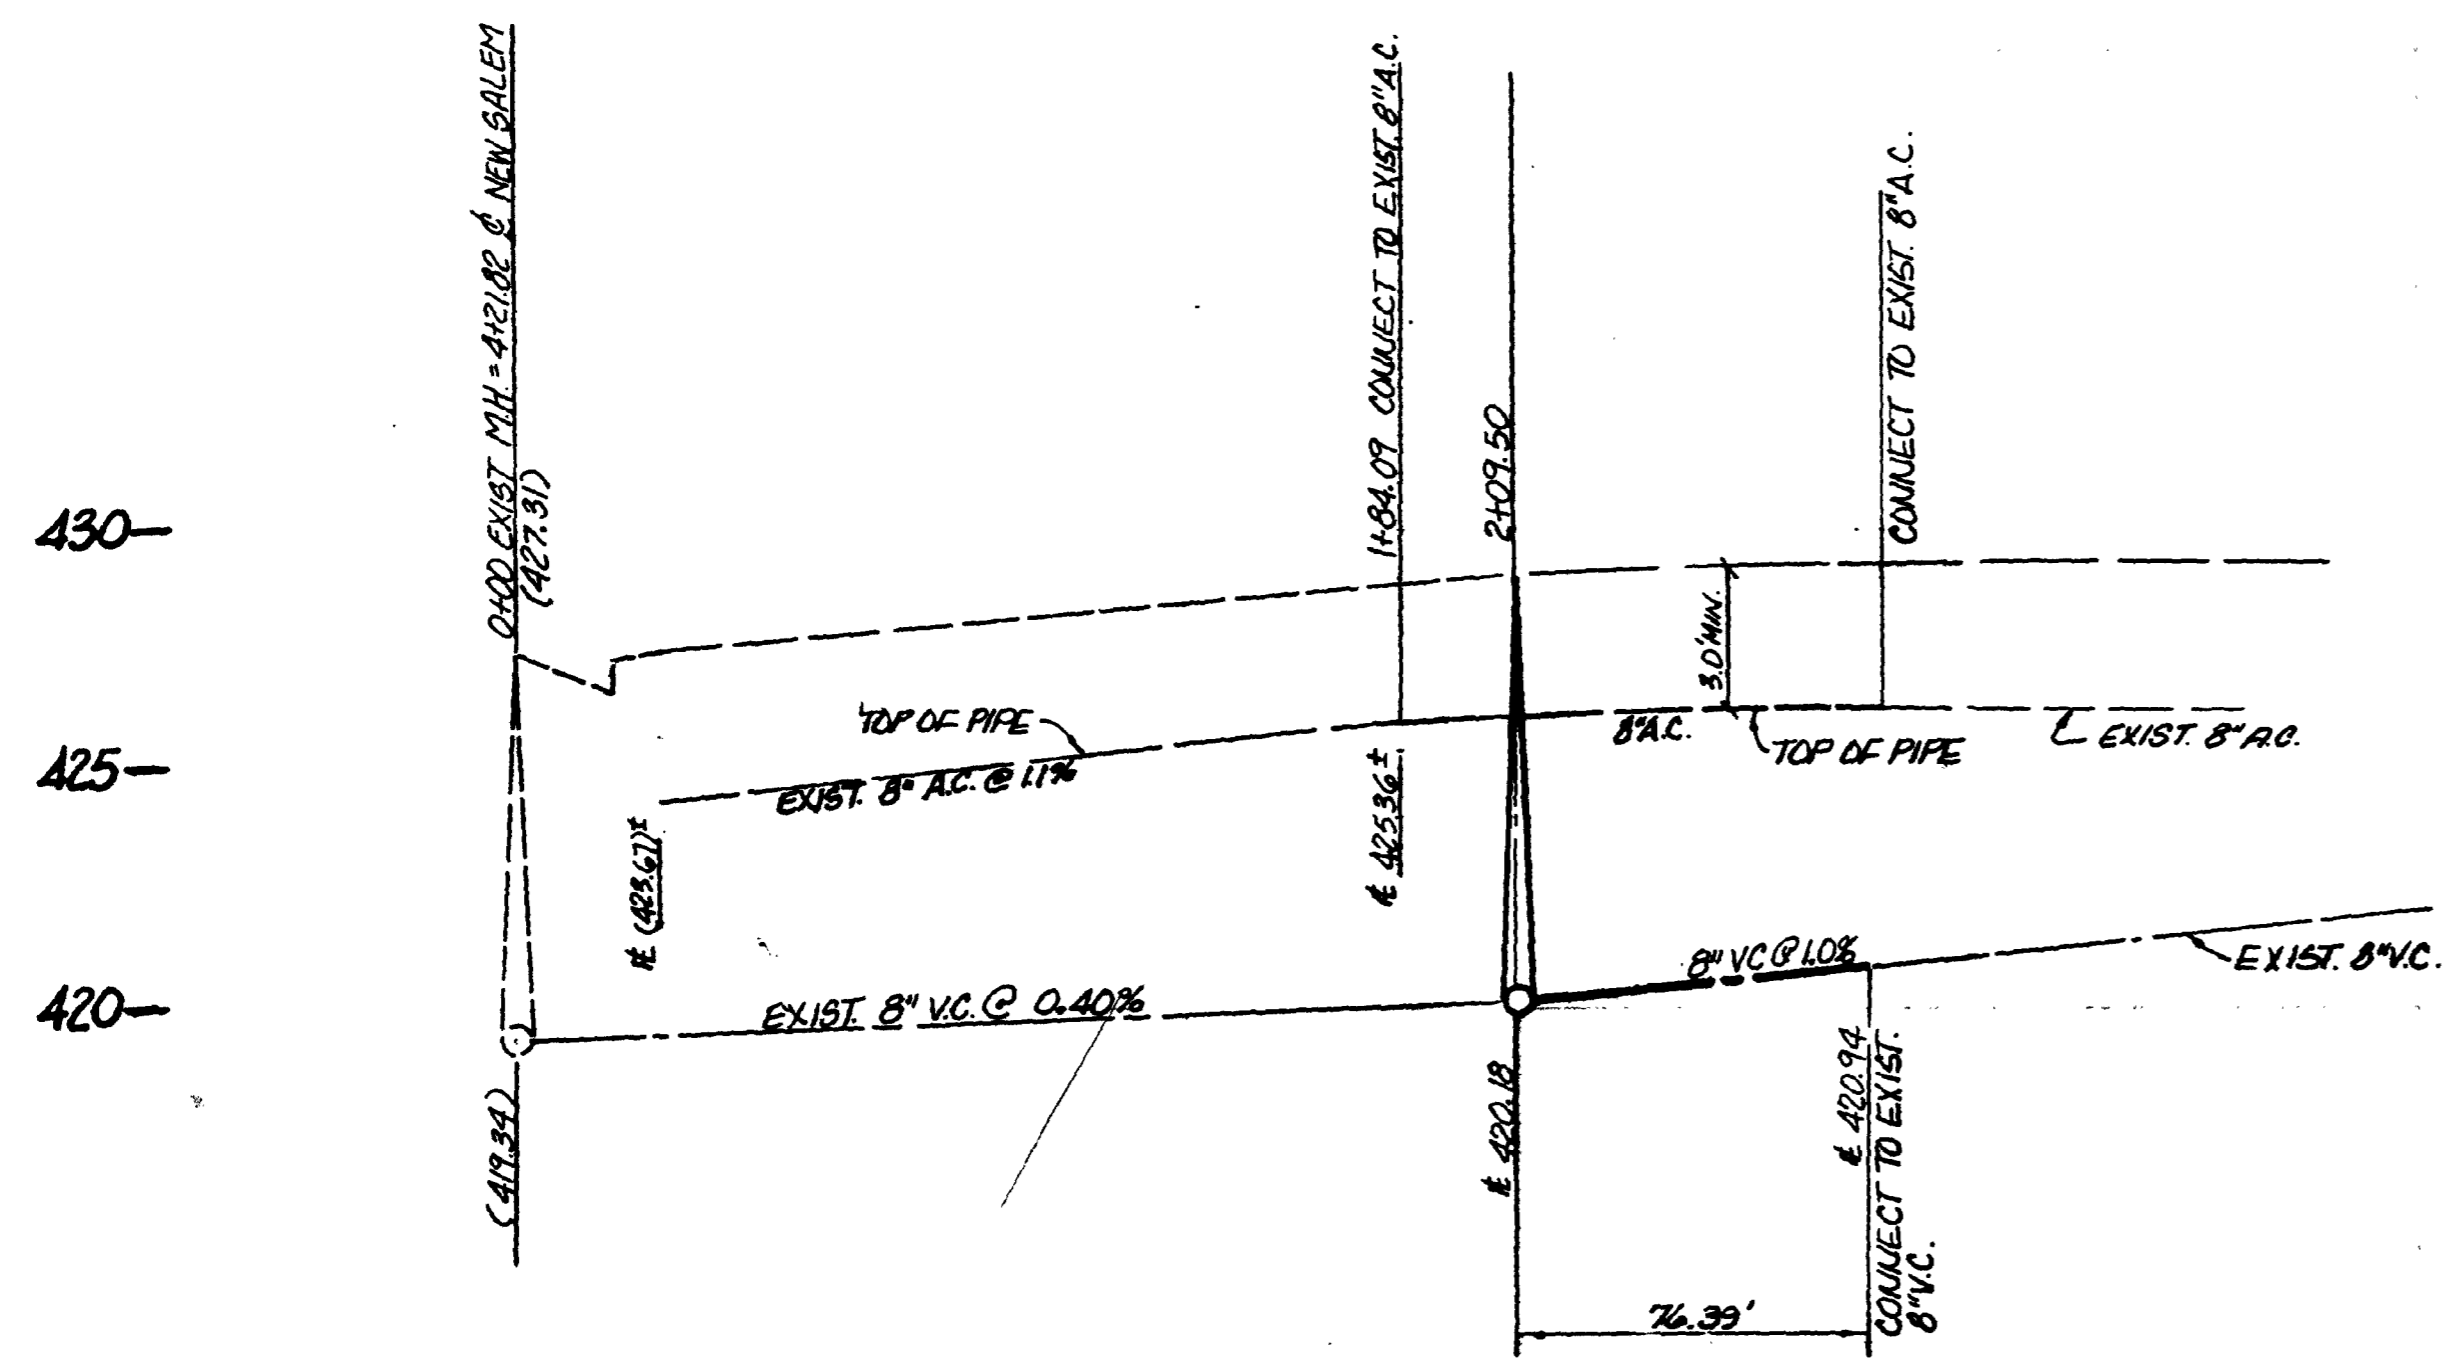 0+00 EXIST M.H. = 4+21.82 ₵ NEW SALEM
(427.31)
1+84.09 CONNECT TO EXIST. 8" A.C.
2+09.50
CONNECT TO EXIST. 8" A.C.
430-
425-
420-
3.0' MIN.
TOP OF PIPE
EXIST. 8" A.C. @ 1.1%
8" A.C.
TOP OF PIPE
EXIST. 8" A.C.
(423.67)±
425.36±
EXIST. 8" V.C. @ 0.40%
8" VC @ 1.0%
EXIST. 8" V.C.
(419.34)
420.18
420.94
CONNECT TO EXIST.
8" V.C.
76.39'